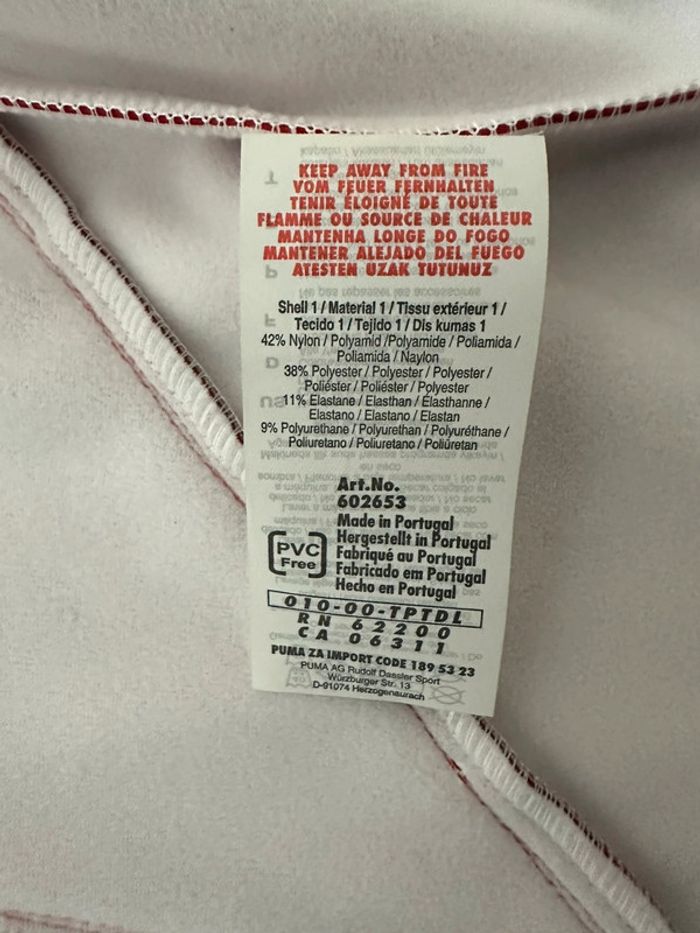 KEEP AWAY FROM FIRE
VOM FEUER FERNHALTEN
TENIR ÉLOIGNÉ DE TOUTE
FLAMME OU SOURCE DE CHALEUR
MANTENHA LONGE DO FOGO
MANTENER ALEJADO DEL FUEGO
ATESTEN UZAK TUTUNUZ
Shell 1 / Material 1 / Tissu extérieur 1 /
Tecido 1 / Tejido 1 / Dis kumas 1
42% Nylon / Polyamid /Polyamide / Poliamida /
Poliamida / Naylon
38% Polyester / Polyester / Polyester /
Poliéster / Poliéster / Polyester
11% Elastane / Elasthan / Élasthanne /
Elastano / Elastano / Elastan
9% Polyurethane / Polyurethan / Polyuréthane /
Poliuretano / Poliuretano / Poliüretan
Art.No.
602653
Made in Portugal
Hergestellt in Portugal
PVC Fabriqué au Portugal
Free Fabricado em Portugal
Hecho en Portugal
010-00-TPTDL
RN 62200
CA 06311
PUMA ZA IMPORT CODE 189 53 23
PUMA AG Rudolf Dassler Sport
Würzburger Str. 13
D-91074 Herzogenaurach